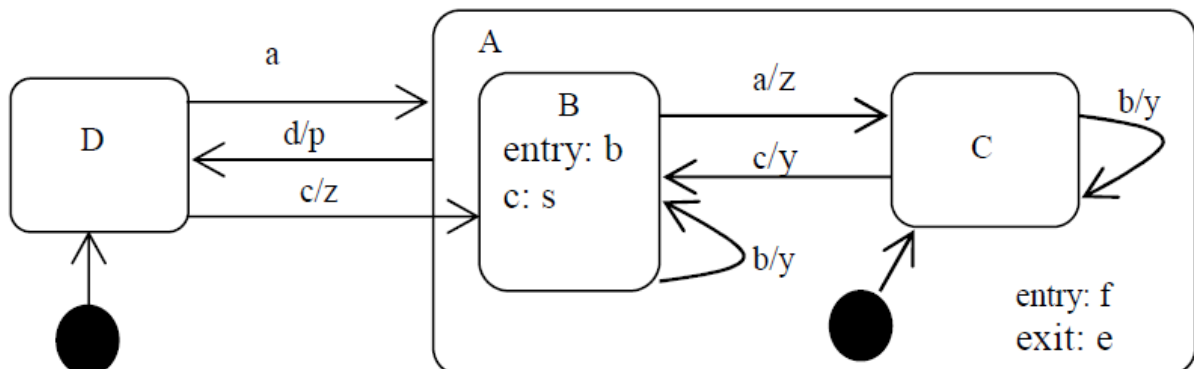 A
a
D
d/p
c/z
B
entry: b
c: s
a/z
c/y
b/y
C
b/y
entry: f
exit: e